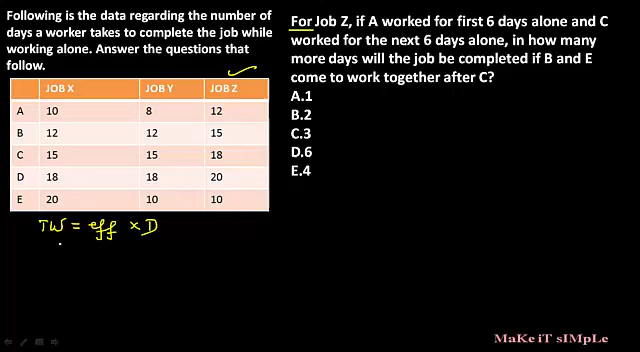 Following is the data regarding the number of
days a worker takes to complete the job while
working alone. Answer the questions that
follow.
JOB X JOB Y JOB Z
A 10 8 12
B 12 12 15
C 15 15 18
D 18 18 20
E 20 10 10
TW = eff × D
For Job Z, if A worked for first 6 days alone and C
worked for the next 6 days alone, in how many
more days will the job be completed if B and E
come to work together after C?
A.1
B.2
C.3
D.6
E.4
MaKe iT sIMpLe